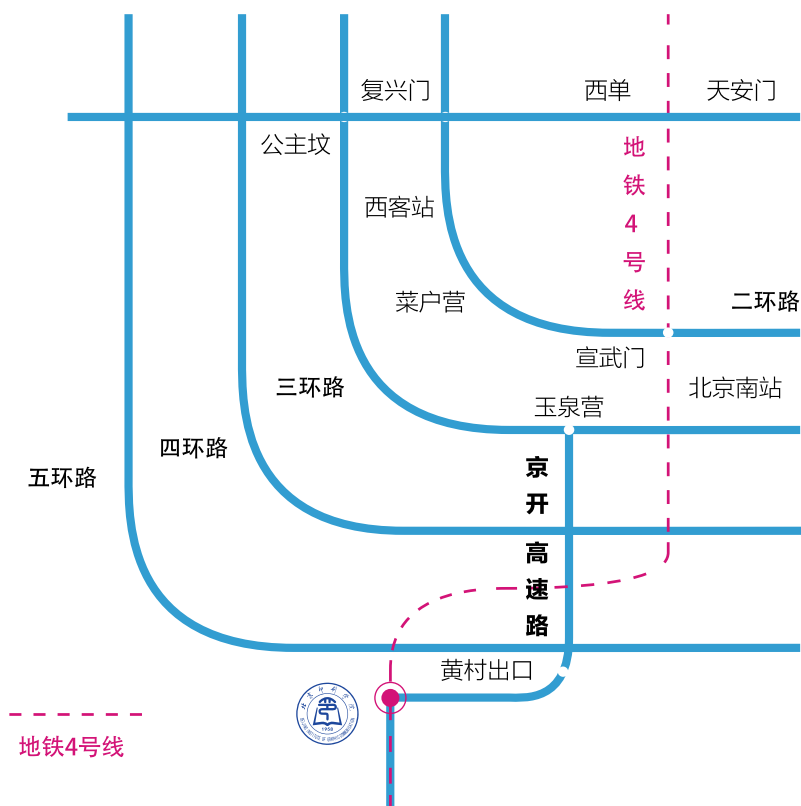 复兴门
西单
天安门
公主坟
地铁4号线
西客站
菜户营
二环路
宣武门
三环路
北京南站
玉泉营
四环路
五环路
京开高速路
黄村出口
1958
地铁4号线